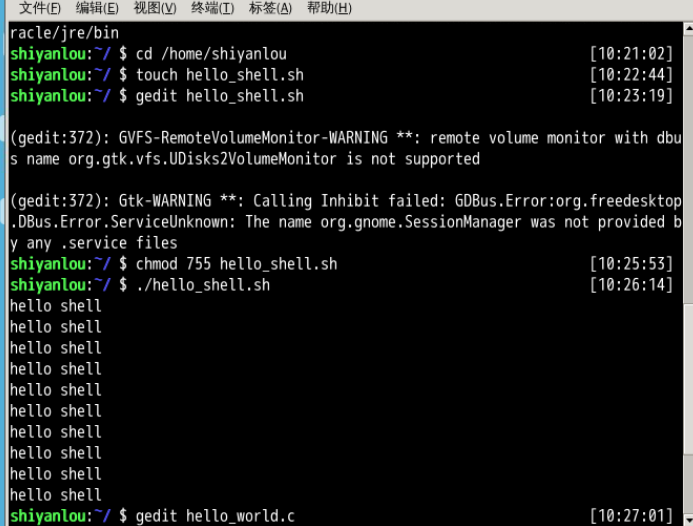 文件(F) 编辑(E) 视图(V) 终端(T) 标签(A) 帮助(H)
racle/jre/bin
shiyanlou:~/ $ cd /home/shiyanlou [10:21:02]
shiyanlou:~/ $ touch hello_shell.sh [10:22:44]
shiyanlou:~/ $ gedit hello_shell.sh [10:23:19]
(gedit:372): GVFS-RemoteVolumeMonitor-WARNING **: remote volume monitor with dbu
s name org.gtk.vfs.UDisks2VolumeMonitor is not supported
(gedit:372): Gtk-WARNING **: Calling Inhibit failed: GDBus.Error:org.freedesktop
.DBus.Error.ServiceUnknown: The name org.gnome.SessionManager was not provided b
y any .service files
shiyanlou:~/ $ chmod 755 hello_shell.sh [10:25:53]
shiyanlou:~/ $ ./hello_shell.sh [10:26:14]
hello shell
hello shell
hello shell
hello shell
hello shell
hello shell
hello shell
hello shell
hello shell
hello shell
shiyanlou:~/ $ gedit hello_world.c [10:27:01]